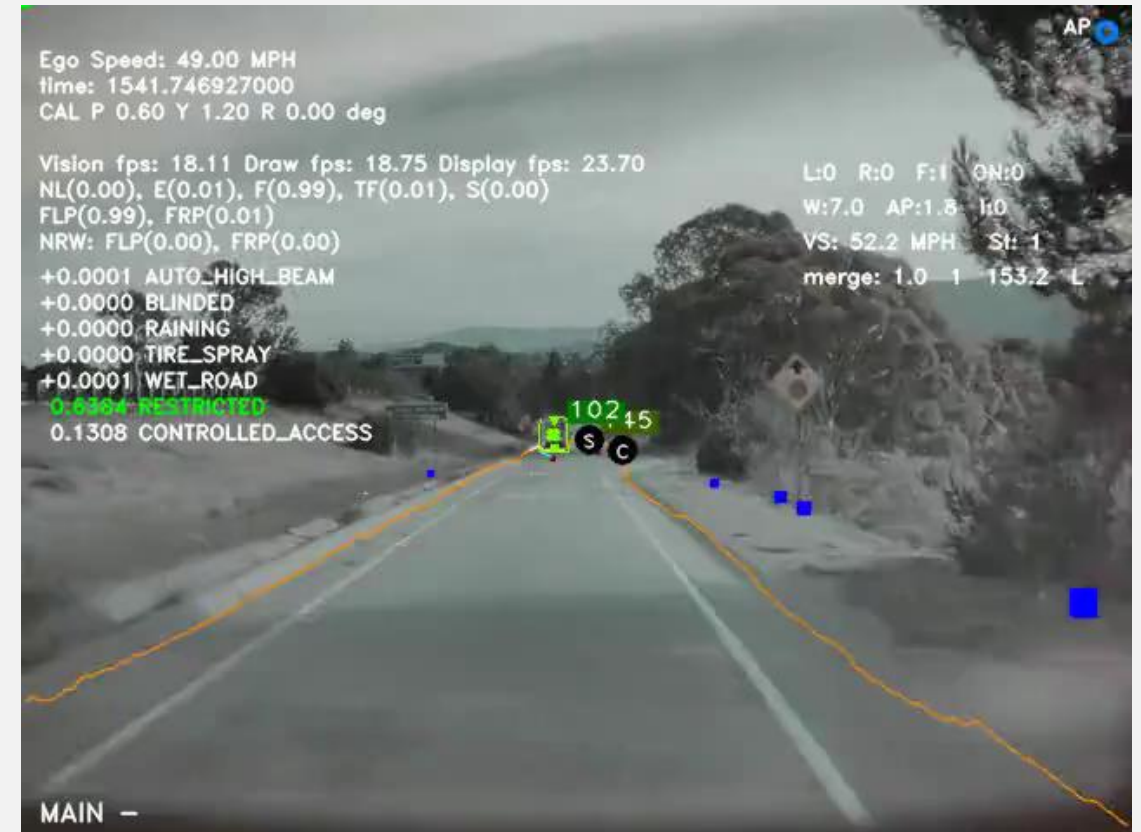 AP
Ego Speed: 49.00 MPH
time: 1541.746927000
CAL P 0.60 Y 1.20 R 0.00 deg
Vision fps: 18.11 Draw fps: 18.75 Display fps: 23.70
NL(0.00), E(0.01), F(0.99), TF(0.01), S(0.00)
FLP(0.99), FRP(0.01)
NRW: FLP(0.00), FRP(0.00)
+0.0001 AUTO_HIGH_BEAM
+0.0000 BLINDED
+0.0000 RAINING
+0.0000 TIRE_SPRAY
+0.0001 WET_ROAD
0.6384 RESTRICTED
0.1308 CONTROLLED_ACCESS
L:0 R:0 F:1 ON:0
W:7.0 AP:1.8 I:0
VS: 52.2 MPH St: 1
merge: 1.0 1 153.2 L
102
45
S
C
MAIN -